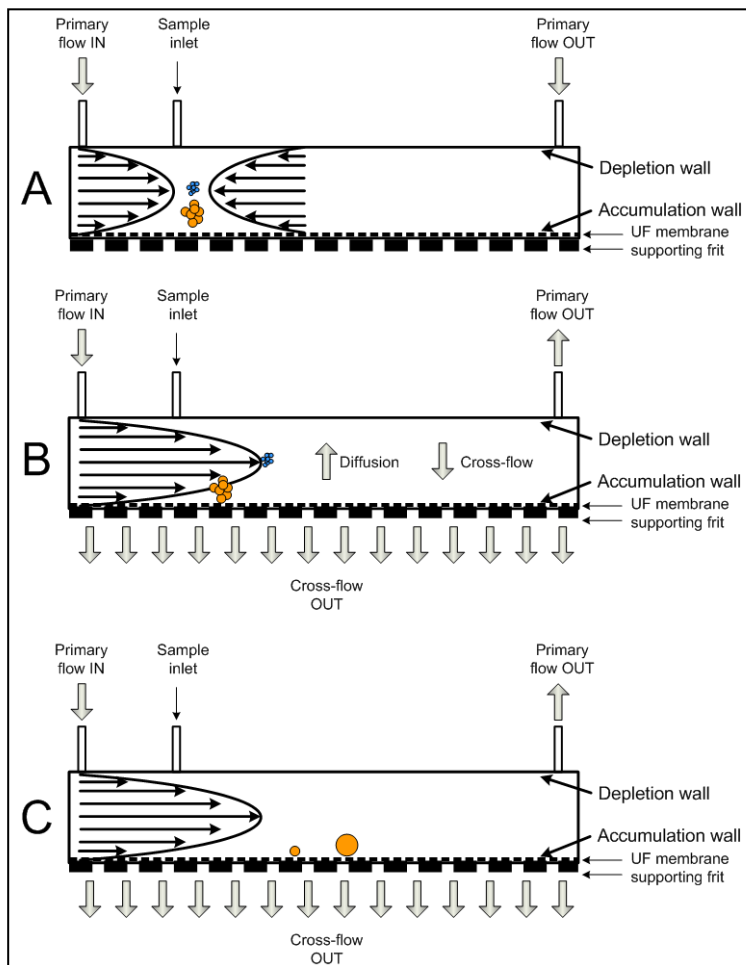 Primary
flow IN
Sample
inlet
Primary
flow OUT
A
Depletion wall
Accumulation wall
UF membrane
supporting frit
Primary
flow IN
Sample
inlet
Primary
flow OUT
B
Depletion wall
Diffusion
Cross-flow
Accumulation wall
UF membrane
supporting frit
Cross-flow
OUT
Primary
flow IN
Sample
inlet
Primary
flow OUT
C
Depletion wall
Accumulation wall
UF membrane
supporting frit
Cross-flow
OUT